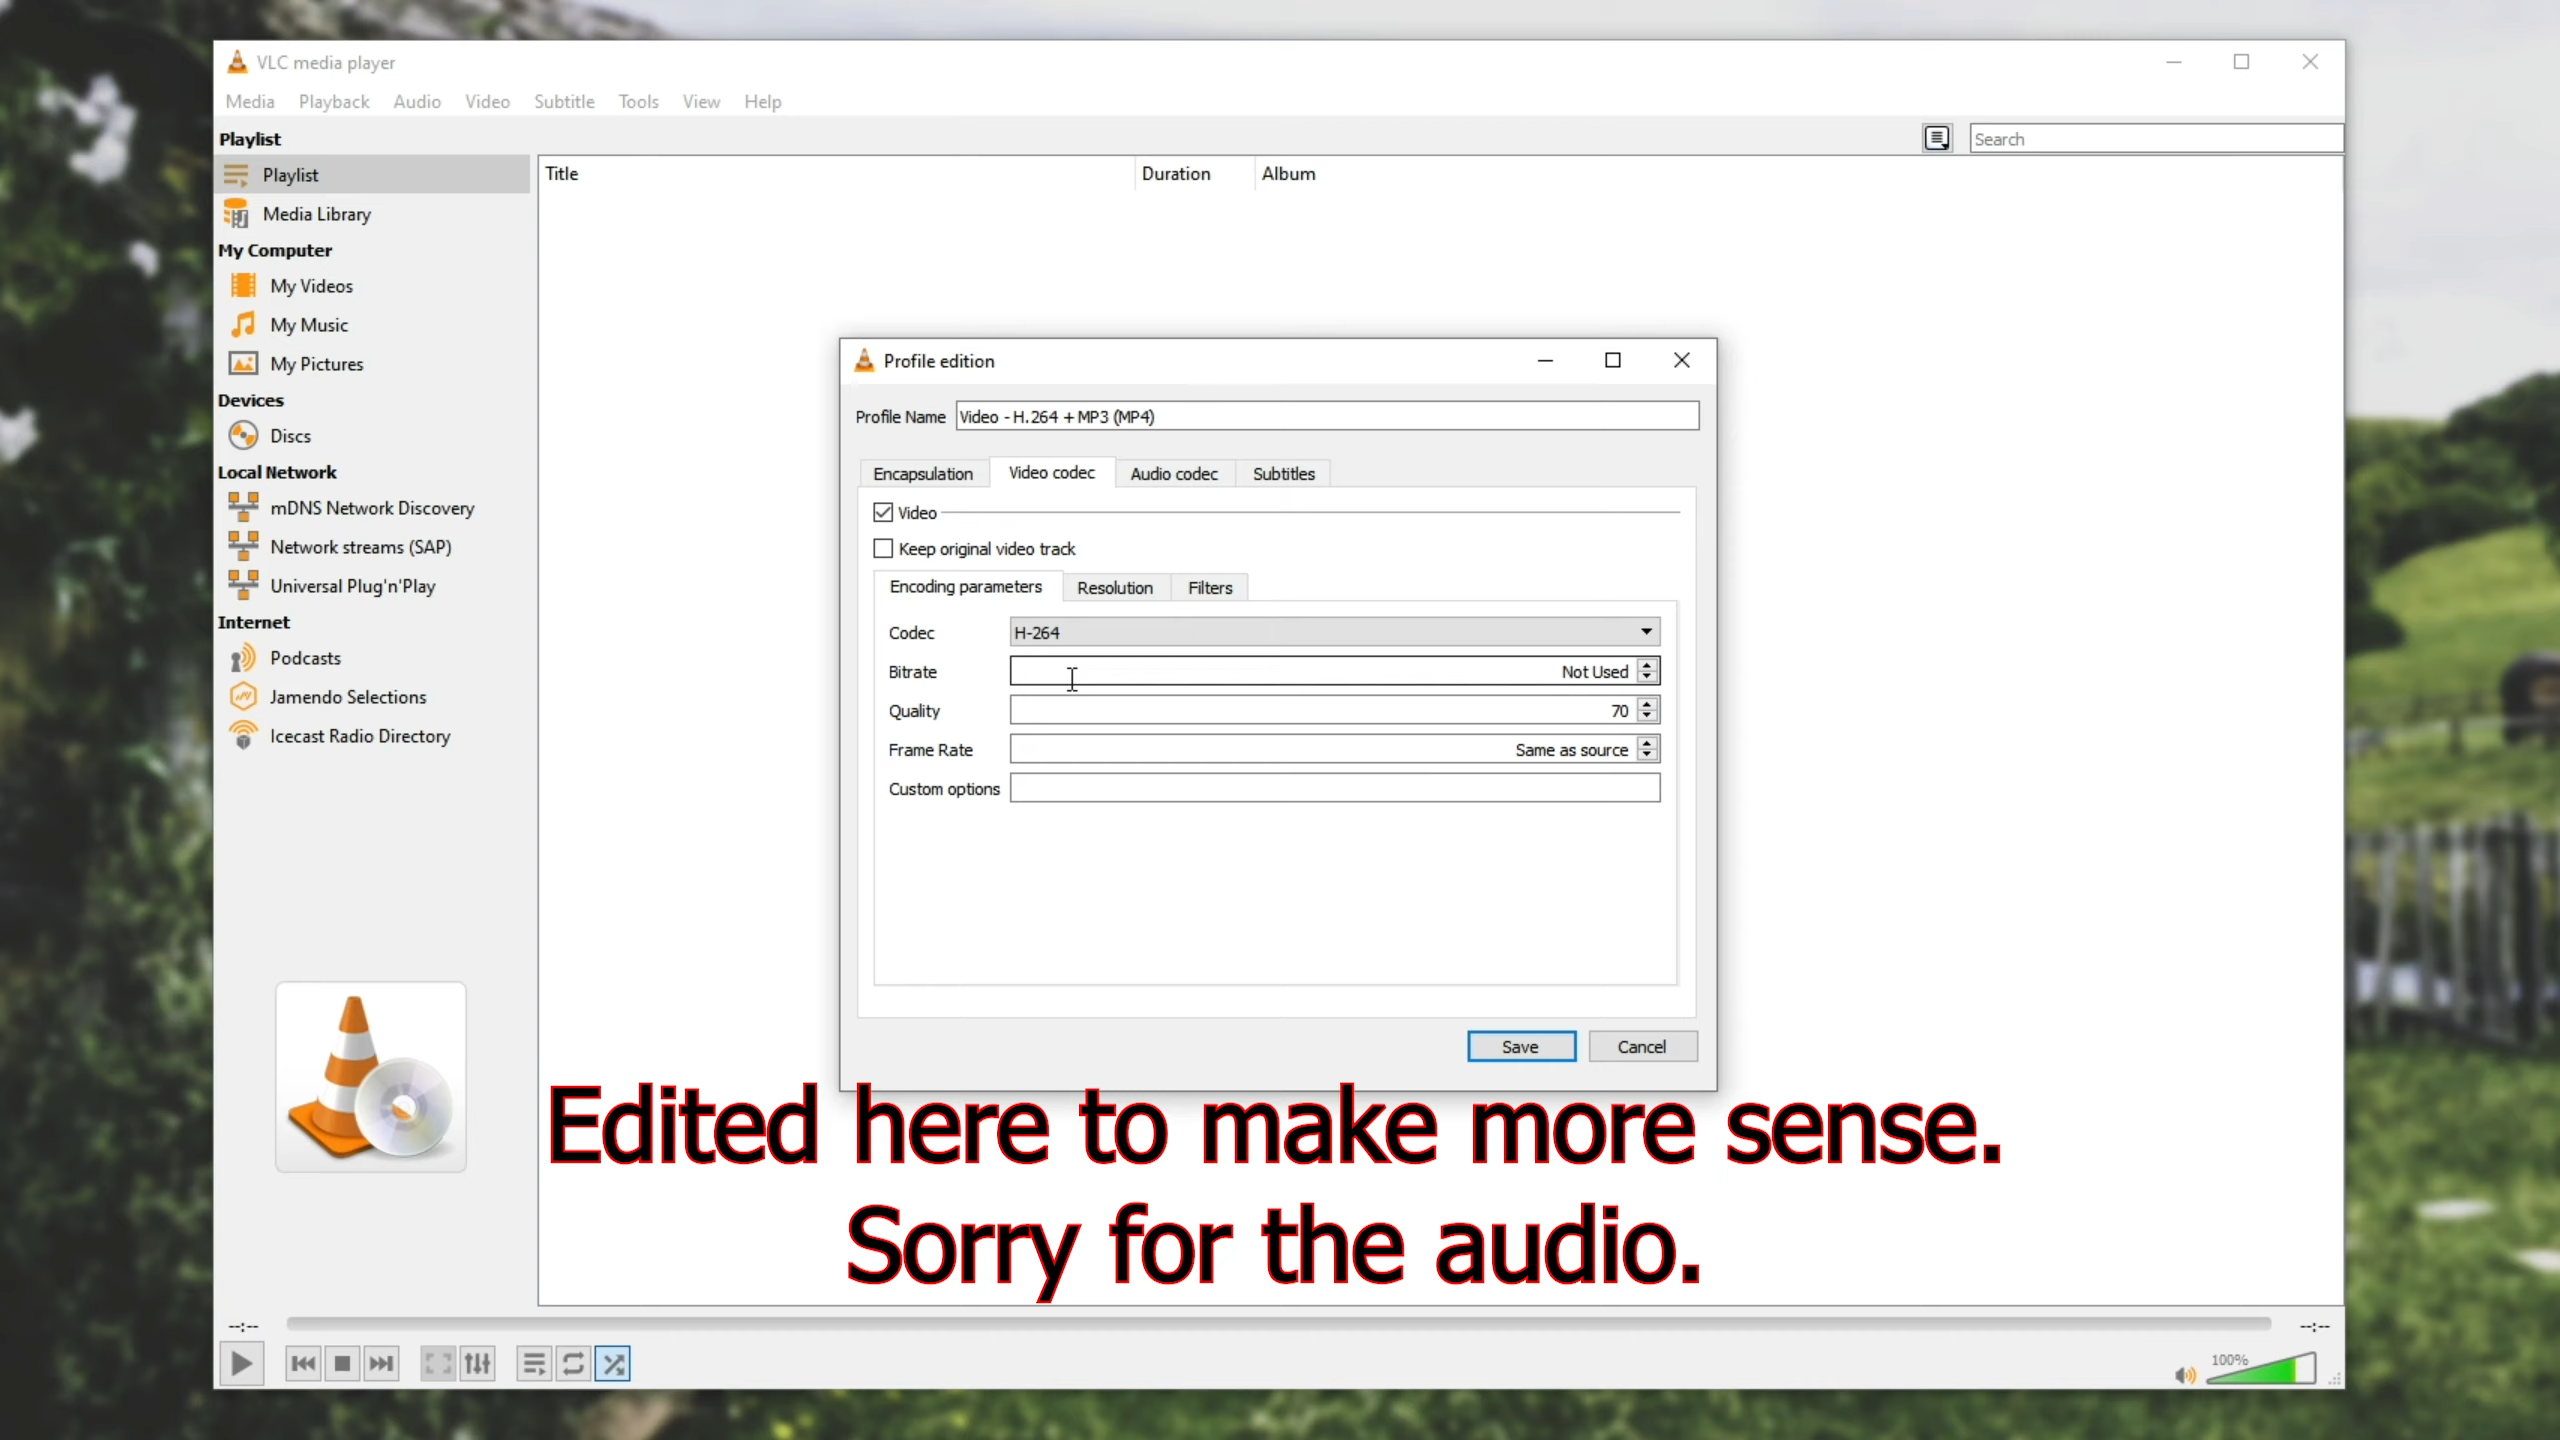 VLC media player
Media Playback Audio Video Subtitle Tools View Help
Playlist
Search
Playlist
Media Library
My Computer
My Videos
My Music
My Pictures
Devices
Discs
Local Network
mDNS Network Discovery
Network streams (SAP)
Universal Plug'n'Play
Internet
Podcasts
Jamendo Selections
Icecast Radio Directory
Title Duration Album
Profile edition
Profile Name Video - H.264 + MP3 (MP4)
Encapsulation Video codec Audio codec Subtitles
Video
Keep original video track
Encoding parameters Resolution Filters
Codec H-264
Bitrate Not Used
Quality 70
Frame Rate Same as source
Custom options
Save Cancel
Edited here to make more sense.
Sorry for the audio.
--:-- --:--
100%